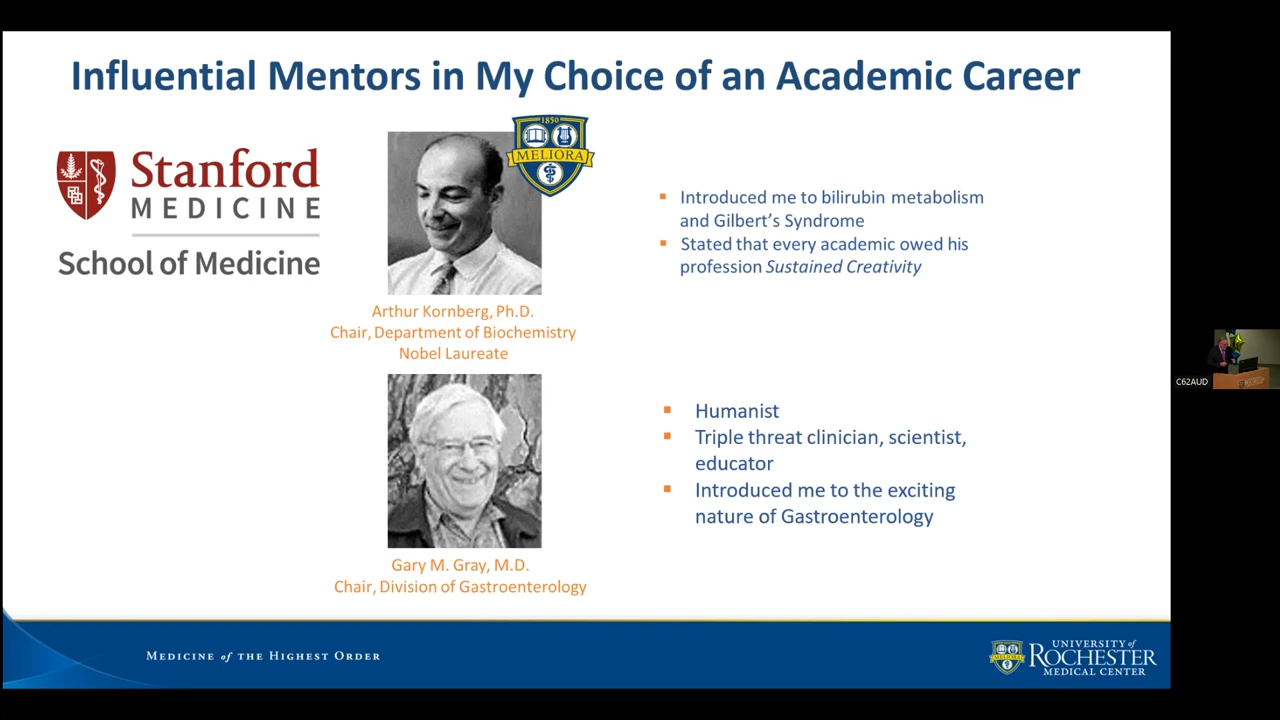 Influential Mentors in My Choice of an Academic Career
Stanford
MEDICINE
School of Medicine
1850
MELIORA
Arthur Kornberg, Ph.D.
Chair, Department of Biochemistry
Nobel Laureate
▪ Introduced me to bilirubin metabolism
and Gilbert's Syndrome
▪ Stated that every academic owed his
profession Sustained Creativity
Gary M. Gray, M.D.
Chair, Division of Gastroenterology
▪ Humanist
▪ Triple threat clinician, scientist,
educator
▪ Introduced me to the exciting
nature of Gastroenterology
C62AUD
MEDICINE of THE HIGHEST ORDER
MELIORA
UNIVERSITY of
ROCHESTER
MEDICAL CENTER